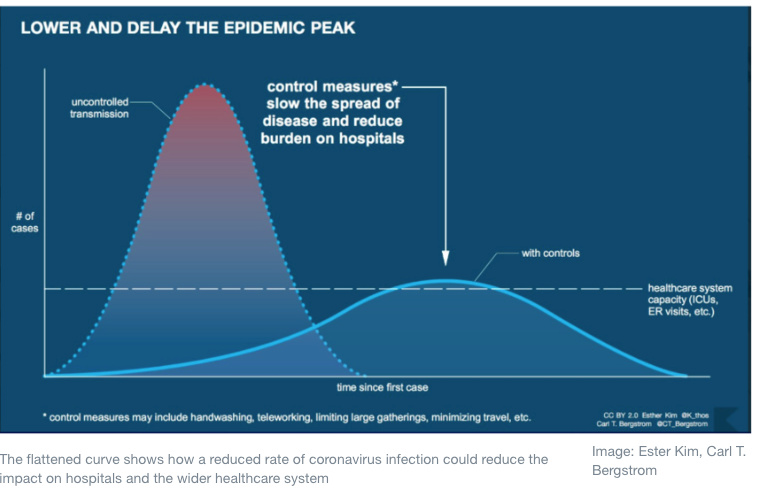 LOWER AND DELAY THE EPIDEMIC PEAK
uncontrolled
transmission
control measures*
slow the spread of
disease and reduce
burden on hospitals
# of
cases
with controls
healthcare system
capacity (ICUs,
ER visits, etc.)
time since first case
* control measures may include handwashing, teleworking, limiting large gatherings, minimizing travel, etc.
CC BY 2.0 Esther Kim @K_thos
Carl T. Bergstrom @CT_Bergstrom
The flattened curve shows how a reduced rate of coronavirus infection could reduce the
impact on hospitals and the wider healthcare system
Image: Ester Kim, Carl T.
Bergstrom